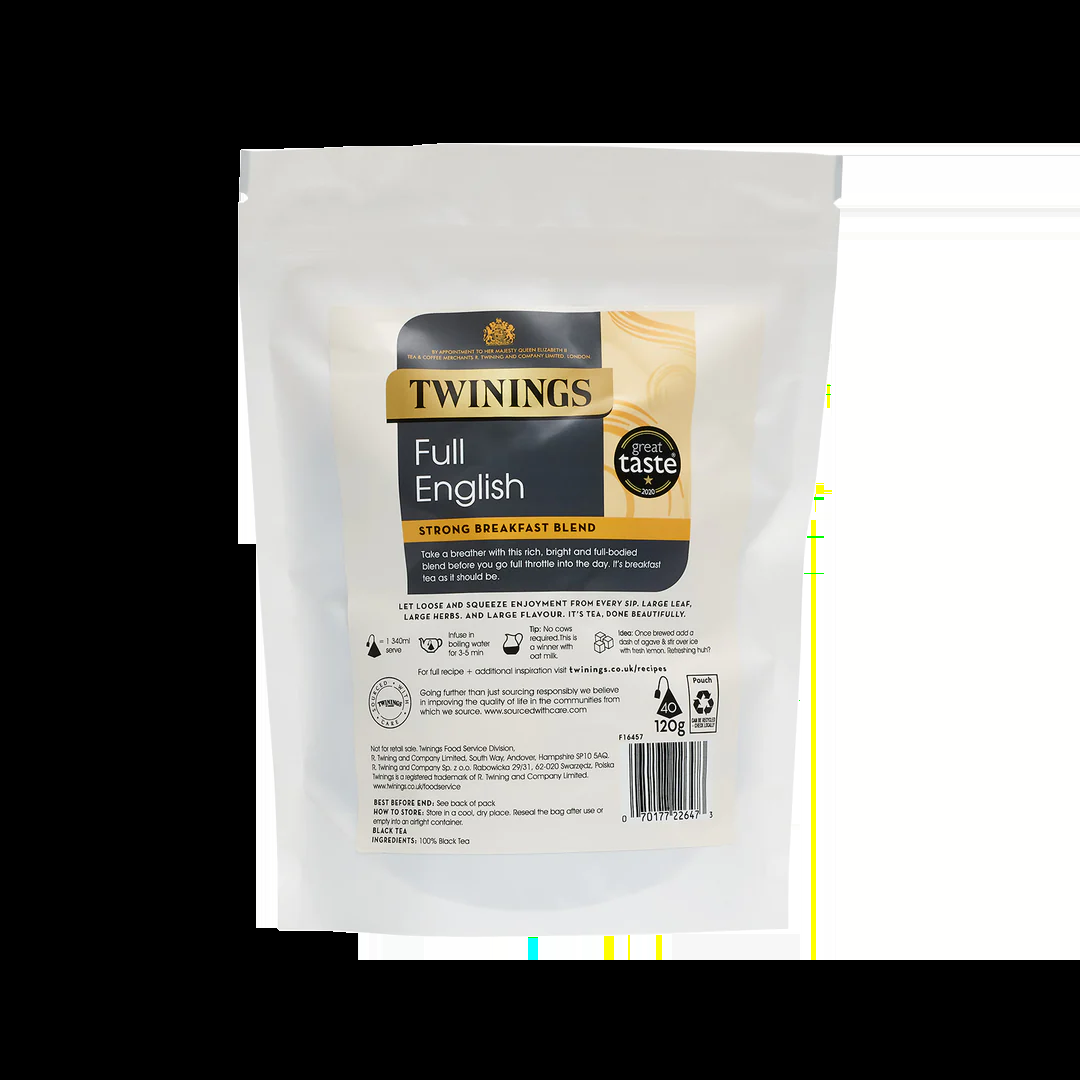 BY APPOINTMENT TO HER MAJESTY QUEEN ELIZABETH II
TEA & COFFEE MERCHANTS R. TWINING AND COMPANY LIMITED. LONDON.
TWININGS
Full
English
great
taste®
2020
STRONG BREAKFAST BLEND
Take a breather with this rich, bright and full-bodied
blend before you go full throttle into the day. It's breakfast
tea as it should be.
LET LOOSE AND SQUEEZE ENJOYMENT FROM EVERY SIP. LARGE LEAF,
LARGE HERBS. AND LARGE FLAVOUR. IT'S TEA, DONE BEAUTIFULLY.
= 1 340ml
serve
Infuse in
boiling water
for 3-5 min
Tip: No cows
required.This is
a winner with
oat milk.
Idea: Once brewed add a
dash of agave & stir over ice
with fresh lemon. Refreshing huh?
For full recipe + additional inspiration visit twinings.co.uk/recipes
SOURCED • WITH • CARE •
TWININGS
Going further than just sourcing responsibly we believe
in improving the quality of life in the communities from
which we source. www.sourcedwithcare.com
40
120g
Pouch
CAN BE RECYCLED
- CHECK LOCALLY
F16457
Not for retail sale. Twinings Food Service Division,
R. Twining and Company Limited, South Way, Andover, Hampshire SP10 5AQ.
R. Twining and Company Sp. z o.o. Rabowicka 29/31, 62-020 Swarzędz, Polska
Twinings is a registered trademark of R. Twining and Company Limited.
www.twinings.co.uk/foodservice
BEST BEFORE END: See back of pack
HOW TO STORE: Store in a cool, dry place. Reseal the bag after use or
empty into an airtight container.
BLACK TEA
INGREDIENTS: 100% Black Tea
0 70177 22647 3